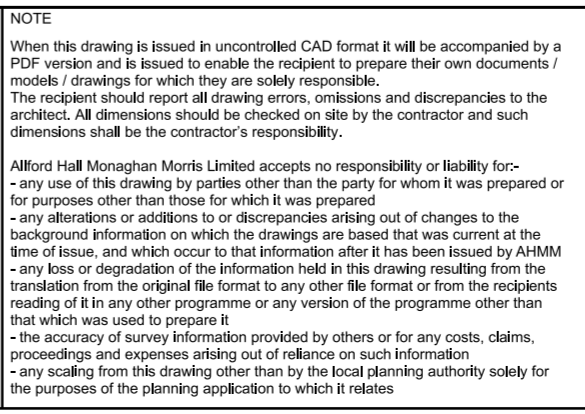 NOTE
When this drawing is issued in uncontrolled CAD format it will be accompanied by a
PDF version and is issued to enable the recipient to prepare their own documents /
models / drawings for which they are solely responsible.
The recipient should report all drawing errors, omissions and discrepancies to the
architect. All dimensions should be checked on site by the contractor and such
dimensions shall be the contractor's responsibility.
Allford Hall Monaghan Morris Limited accepts no responsibility or liability for:-
- any use of this drawing by parties other than the party for whom it was prepared or
for purposes other than those for which it was prepared
- any alterations or additions to or discrepancies arising out of changes to the
background information on which the drawings are based that was current at the
time of issue, and which occur to that information after it has been issued by AHMM
- any loss or degradation of the information held in this drawing resulting from the
translation from the original file format to any other file format or from the recipients
reading of it in any other programme or any version of the programme other than
that which was used to prepare it
- the accuracy of survey information provided by others or for any costs, claims,
proceedings and expenses arising out of reliance on such information
- any scaling from this drawing other than by the local planning authority solely for
the purposes of the planning application to which it relates